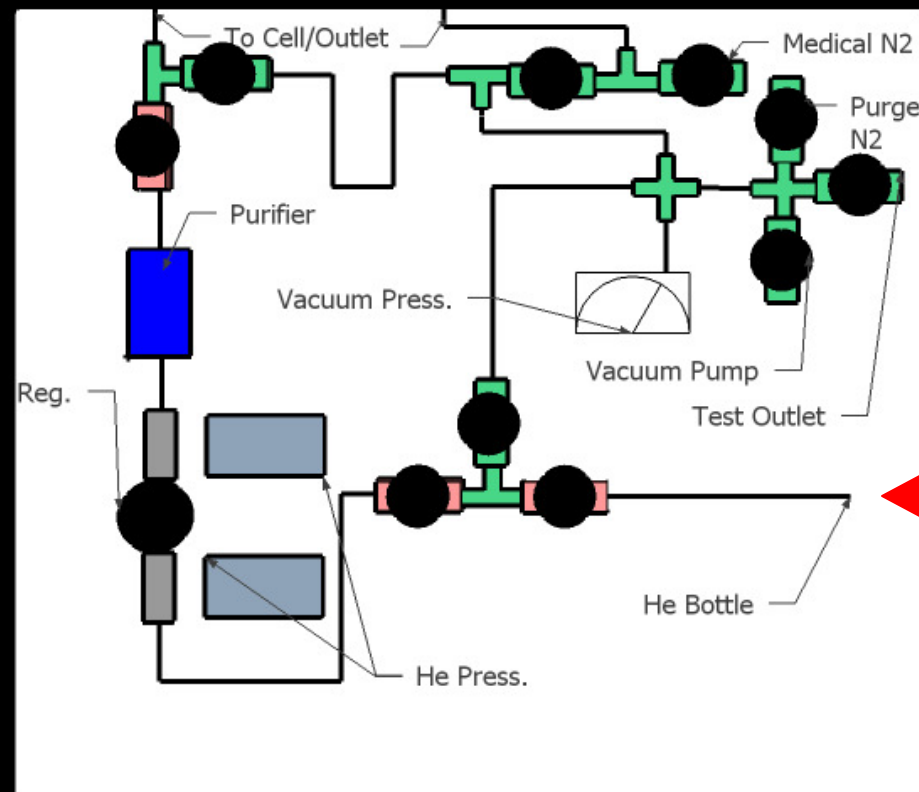 To Cell/Outlet
Medical N2
Purge
N2
Purifier
Vacuum Press.
Vacuum Pump
Reg.
Test Outlet
He Bottle
He Press.